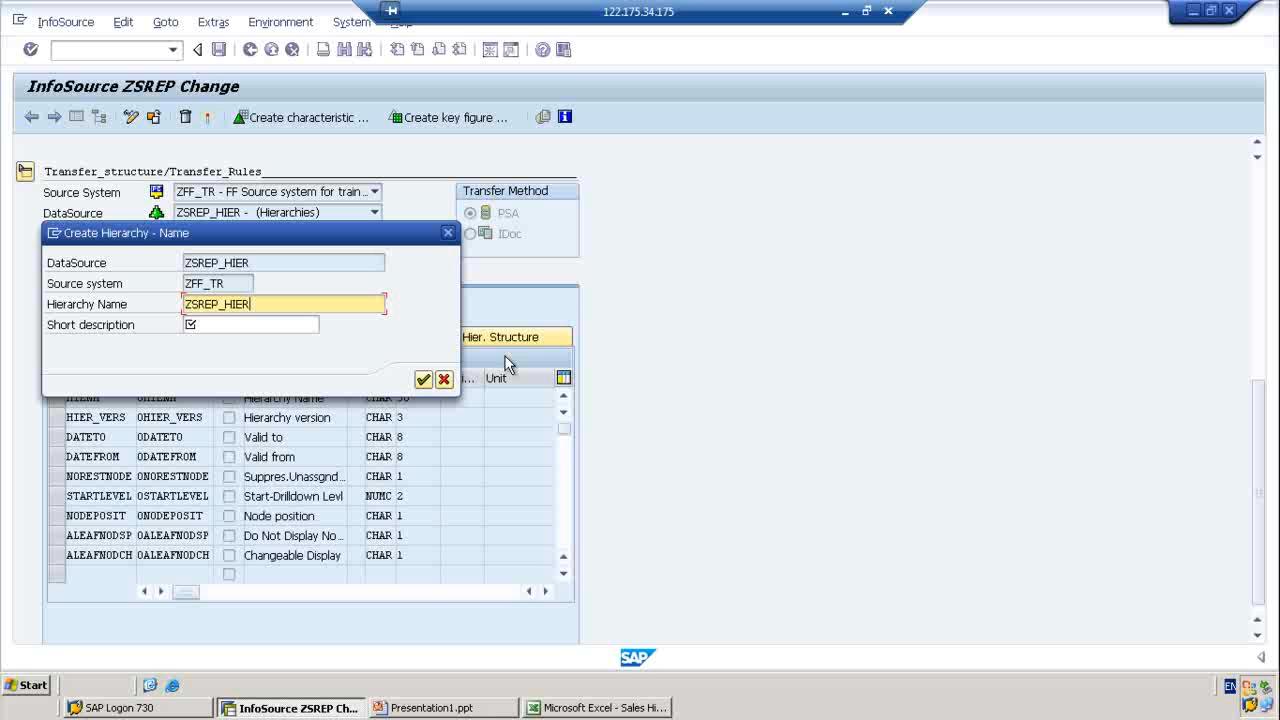 122.175.34.175
InfoSource Edit Goto Extras Environment System
InfoSource ZSREP Change
Create characteristic ... Create key figure ...
Transfer_structure/Transfer_Rules
Source System ZFF_TR - FF Source system for train... Transfer Method
DataSource ZSREP_HIER - (Hierarchies) PSA
IDoc
Create Hierarchy - Name
DataSource ZSREP_HIER
Source system ZFF_TR
Hierarchy Name ZSREP_HIER
Short description
Hier. Structure
Unit
HIER_VERS 0HIER_VERS Hierarchy version CHAR 3
DATETO 0DATETO Valid to CHAR 8
DATEFROM 0DATEFROM Valid from CHAR 8
NORESTNODE 0NORESTNODE Suppres.Unassgnd... CHAR 1
STARTLEVEL 0STARTLEVEL Start-Drilldown Levl NUMC 2
NODEPOSIT 0NODEPOSIT Node position CHAR 1
ALEAFNODSP 0ALEAFNODSP Do Not Display No... CHAR 1
ALEAFNODCH 0ALEAFNODCH Changeable Display CHAR 1
SAP
Start EN
SAP Logon 730 InfoSource ZSREP Ch... Presentation1.ppt Microsoft Excel - Sales Hi...